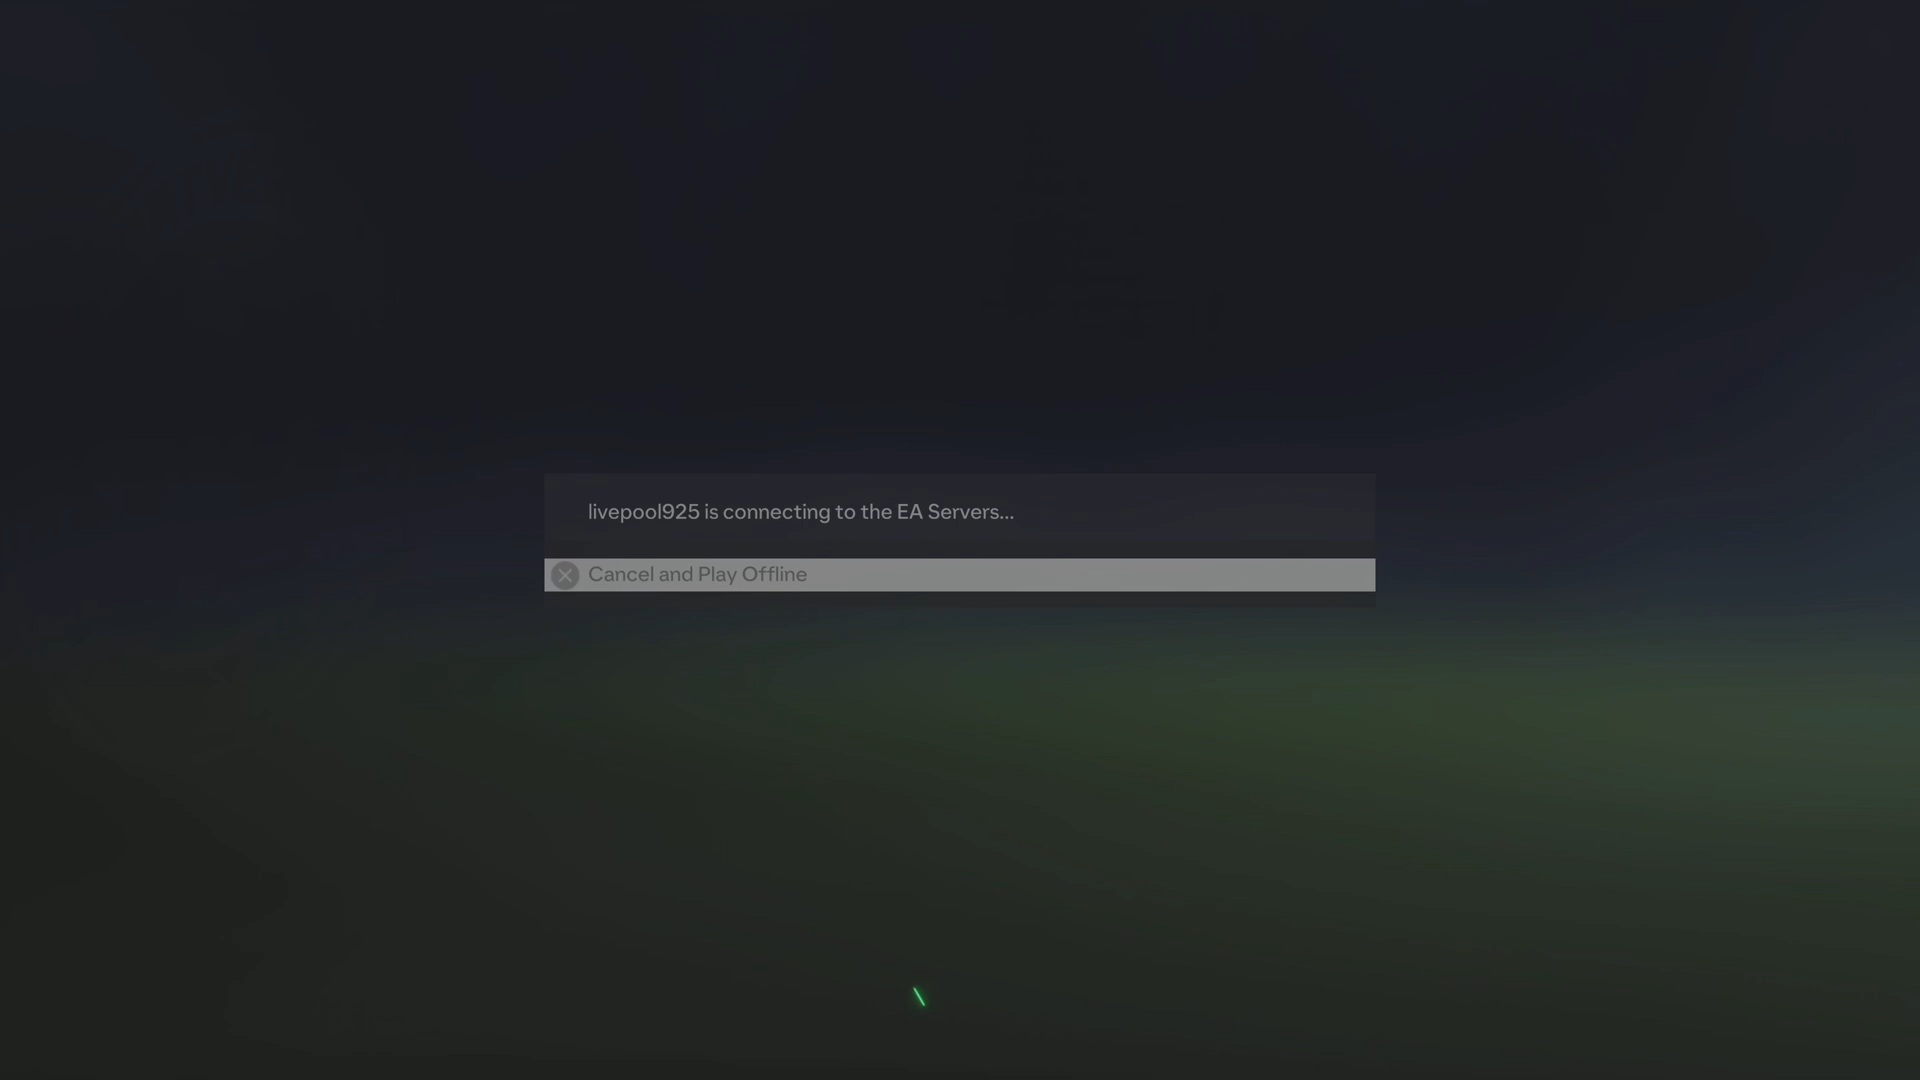 livepool925 is connecting to the EA Servers...
Cancel and Play Offline